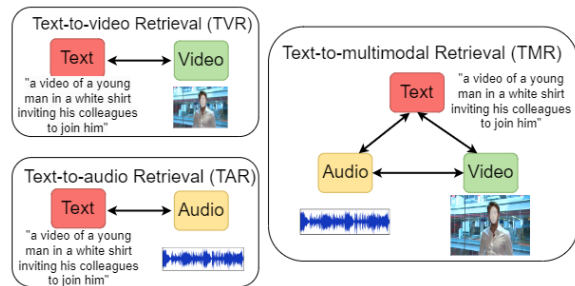 Text-to-video Retrieval (TVR)
Text
Video
"a video of a young
man in a white shirt
inviting his colleagues
to join him"
Text-to-audio Retrieval (TAR)
Text
Audio
"a video of a young
man in a white shirt
inviting his colleagues
to join him"
Text-to-multimodal Retrieval (TMR)
Text
"a video of a young
man in a white shirt
inviting his colleagues
to join him"
Audio
Video